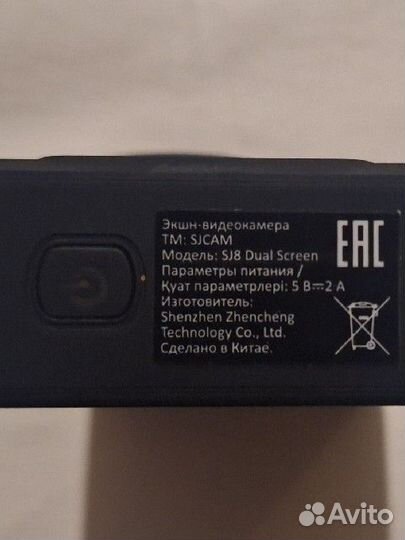 Экшн-видеокамера
ТМ: SJCAM
Модель: SJ8 Dual Screen
Параметры питания /
Қуат параметрлері: 5 В⎓2 А
Изготовитель:
Shenzhen Zhencheng
Technology Co., Ltd.
Сделано в Китае.
EAC
Avito